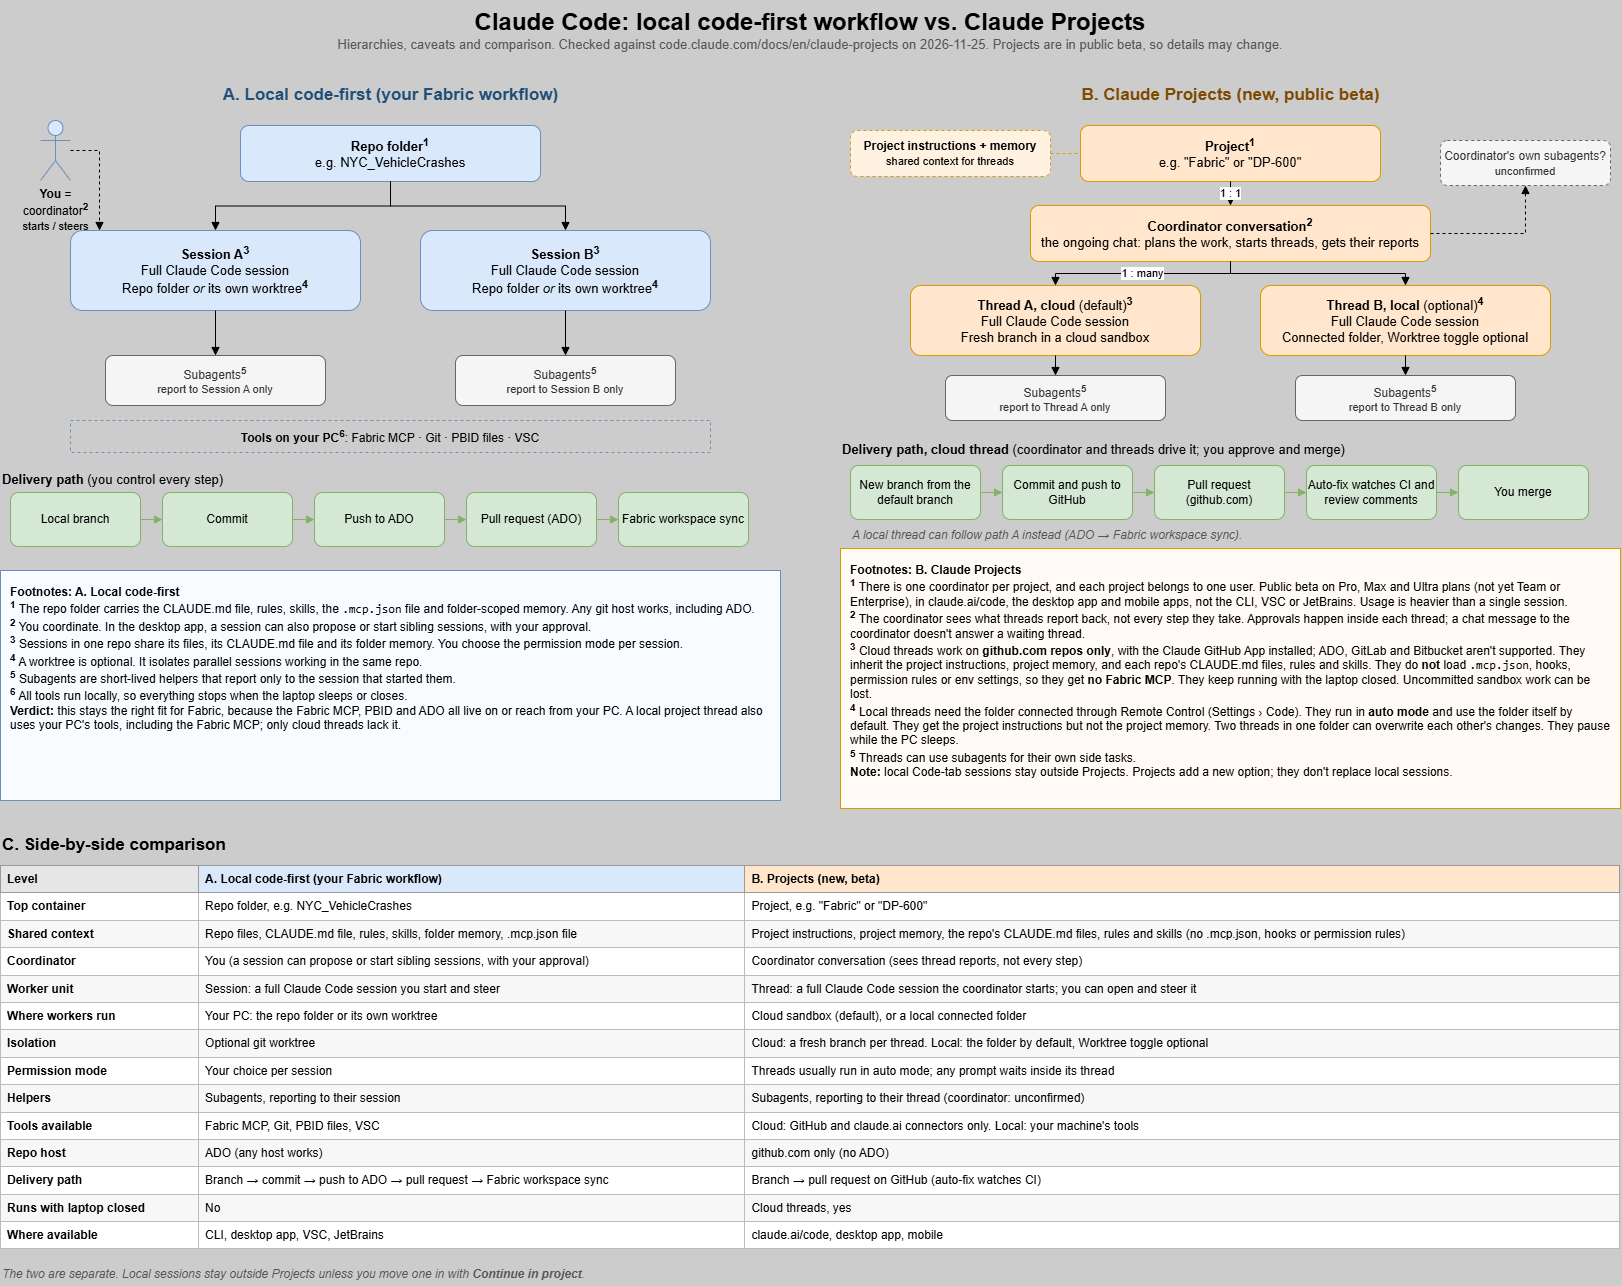 Claude Code: local code-first workflow vs. Claude Projects
Hierarchies, caveats and comparison. Checked against code.claude.com/docs/en/claude-projects on 2026-11-25. Projects are in public beta, so details may change.
A. Local code-first (your Fabric workflow)
You =
coordinator2
starts / steers
Repo folder1
e.g. NYC_VehicleCrashes
Session A3
Full Claude Code session
Repo folder or its own worktree4
Session B3
Full Claude Code session
Repo folder or its own worktree4
Subagents5
report to Session A only
Subagents5
report to Session B only
Tools on your PC6: Fabric MCP · Git · PBID files · VSC
Delivery path (you control every step)
Local branch
Commit
Push to ADO
Pull request (ADO)
Fabric workspace sync
Footnotes: A. Local code-first
1 The repo folder carries the CLAUDE.md file, rules, skills, the .mcp.json file and folder-scoped memory. Any git host works, including ADO.
2 You coordinate. In the desktop app, a session can also propose or start sibling sessions, with your approval.
3 Sessions in one repo share its files, its CLAUDE.md file and its folder memory. You choose the permission mode per session.
4 A worktree is optional. It isolates parallel sessions working in the same repo.
5 Subagents are short-lived helpers that report only to the session that started them.
6 All tools run locally, so everything stops when the laptop sleeps or closes.
Verdict: this stays the right fit for Fabric, because the Fabric MCP, PBID and ADO all live on or reach from your PC. A local project thread also
uses your PC's tools, including the Fabric MCP; only cloud threads lack it.
B. Claude Projects (new, public beta)
Project instructions + memory
shared context for threads
Project1
e.g. "Fabric" or "DP-600"
Coordinator's own subagents?
unconfirmed
1 : 1
Coordinator conversation2
the ongoing chat: plans the work, starts threads, gets their reports
1 : many
Thread A, cloud (default)3
Full Claude Code session
Fresh branch in a cloud sandbox
Thread B, local (optional)4
Full Claude Code session
Connected folder, Worktree toggle optional
Subagents5
report to Thread A only
Subagents5
report to Thread B only
Delivery path, cloud thread (coordinator and threads drive it; you approve and merge)
New branch from the
default branch
Commit and push to
GitHub
Pull request
(github.com)
Auto-fix watches CI and
review comments
You merge
A local thread can follow path A instead (ADO → Fabric workspace sync).
Footnotes: B. Claude Projects
1 There is one coordinator per project, and each project belongs to one user. Public beta on Pro, Max and Ultra plans (not yet Team or
Enterprise), in claude.ai/code, the desktop app and mobile apps, not the CLI, VSC or JetBrains. Usage is heavier than a single session.
2 The coordinator sees what threads report back, not every step they take. Approvals happen inside each thread; a chat message to the
coordinator doesn't answer a waiting thread.
3 Cloud threads work on github.com repos only, with the Claude GitHub App installed; ADO, GitLab and Bitbucket aren't supported. They
inherit the project instructions, project memory, and each repo's CLAUDE.md files, rules and skills. They do not load .mcp.json, hooks,
permission rules or env settings, so they get no Fabric MCP. They keep running with the laptop closed. Uncommitted sandbox work can be
lost.
4 Local threads need the folder connected through Remote Control (Settings › Code). They run in auto mode and use the folder itself by
default. They get the project instructions but not the project memory. Two threads in one folder can overwrite each other's changes. They pause
while the PC sleeps.
5 Threads can use subagents for their own side tasks.
Note: local Code-tab sessions stay outside Projects. Projects add a new option; they don't replace local sessions.
C. Side-by-side comparison
Level A. Local code-first (your Fabric workflow) B. Projects (new, beta)
Top container Repo folder, e.g. NYC_VehicleCrashes Project, e.g. "Fabric" or "DP-600"
Shared context Repo files, CLAUDE.md file, rules, skills, folder memory, .mcp.json file Project instructions, project memory, the repo's CLAUDE.md files, rules and skills (no .mcp.json, hooks or permission rules)
Coordinator You (a session can propose or start sibling sessions, with your approval) Coordinator conversation (sees thread reports, not every step)
Worker unit Session: a full Claude Code session you start and steer Thread: a full Claude Code session the coordinator starts; you can open and steer it
Where workers run Your PC: the repo folder or its own worktree Cloud sandbox (default), or a local connected folder
Isolation Optional git worktree Cloud: a fresh branch per thread. Local: the folder by default, Worktree toggle optional
Permission mode Your choice per session Threads usually run in auto mode; any prompt waits inside its thread
Helpers Subagents, reporting to their session Subagents, reporting to their thread (coordinator: unconfirmed)
Tools available Fabric MCP, Git, PBID files, VSC Cloud: GitHub and claude.ai connectors only. Local: your machine's tools
Repo host ADO (any host works) github.com only (no ADO)
Delivery path Branch → commit → push to ADO → pull request → Fabric workspace sync Branch → pull request on GitHub (auto-fix watches CI)
Runs with laptop closed No Cloud threads, yes
Where available CLI, desktop app, VSC, JetBrains claude.ai/code, desktop app, mobile
The two are separate. Local sessions stay outside Projects unless you move one in with Continue in project.